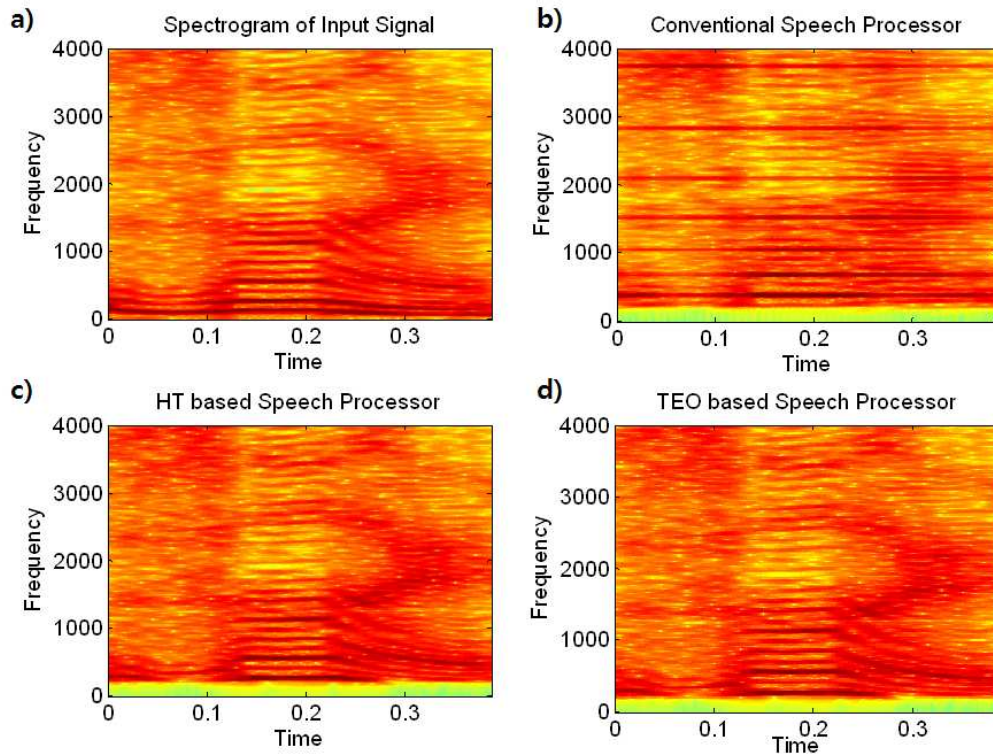 a) Spectrogram of Input Signal
4000
3000
2000
1000
0
Frequency
0 0.1 0.2 0.3
Time
b) Conventional Speech Processor
4000
3000
2000
1000
0
Frequency
0 0.1 0.2 0.3
Time
c) HT based Speech Processor
4000
3000
2000
1000
0
Frequency
0 0.1 0.2 0.3
Time
d) TEO based Speech Processor
4000
3000
2000
1000
0
Frequency
0 0.1 0.2 0.3
Time